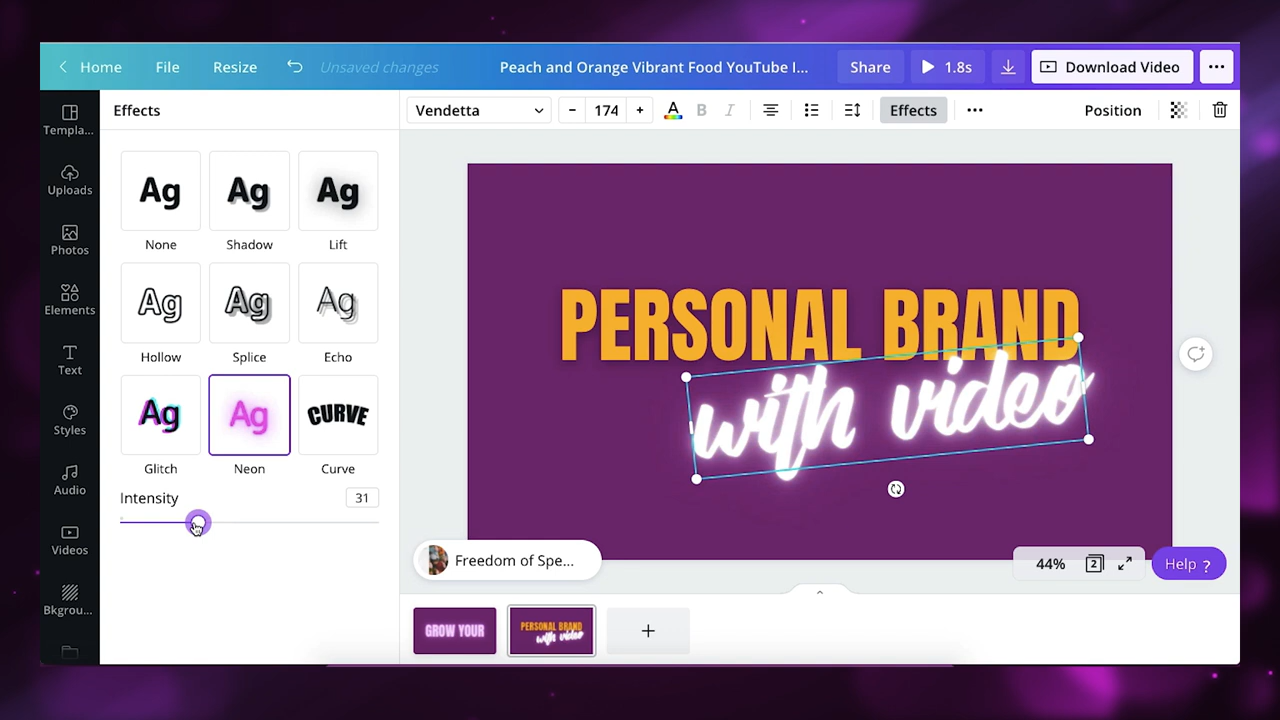 Home File Resize Unsaved changes Peach and Orange Vibrant Food YouTube I... Share 1.8s Download Video
Effects Vendetta - 174 + A B I Effects Position
Templa...
Uploads
Photos
Elements
Text
Styles
Audio
Videos
Bkgrou...
Ag Ag Ag
None Shadow Lift
Ag Ag Ag
Hollow Splice Echo
Ag Ag CURVE
Glitch Neon Curve
Intensity 31
PERSONAL BRAND
with video
Freedom of Spe... 44% 2 Help ?
GROW YOUR PERSONAL BRAND
with video
+